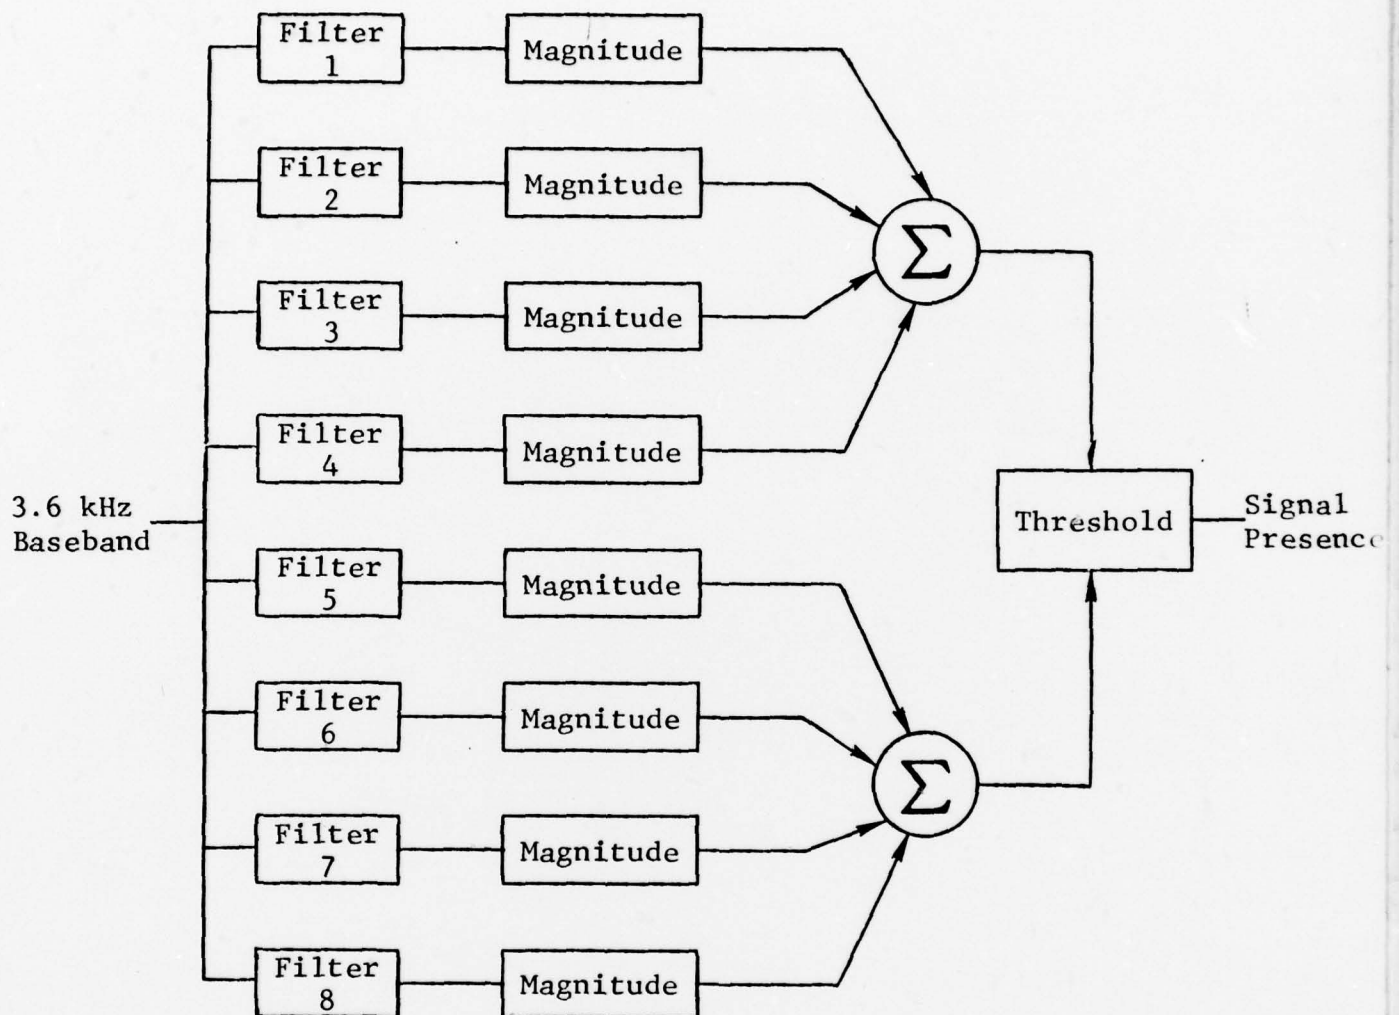 Filter
1
Magnitude
Filter
2
Magnitude
Σ
Filter
3
Magnitude
Filter
4
Magnitude
3.6 kHz
Baseband
Threshold
Signal
Presence
Filter
5
Magnitude
Filter
6
Magnitude
Σ
Filter
7
Magnitude
Filter
8
Magnitude